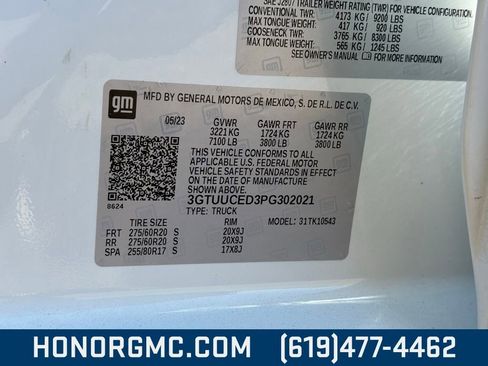 SAE J2807 TRAILER WEIGHT RATING (TWR) FOR VEHICLE CONFIGURATION.
CONVENTIONAL TWR: 4173 KG / 9200 LBS
MAX TONGUE WEIGHT: 417 KG / 920 LBS
GOOSENECK TWR: 3765 KG / 8300 LBS
MAX TONGUE WEIGHT: 565 KG / 1245 LBS
SEE OWNER'S MANUAL FOR MORE INFORMATION.
gm
MFD BY GENERAL MOTORS DE MEXICO, S. DE R.L. DE C.V.
05/23 GVWR GAWR FRT GAWR RR
3221 KG 1724 KG 1724 KG
7100 LB 3800 LB 3800 LB
THIS VEHICLE CONFORMS TO ALL
APPLICABLE U.S. FEDERAL MOTOR
VEHICLE SAFETY STANDARDS IN
EFFECT ON THE DATE OF
MANUFACTURE SHOWN ABOVE.
8624 3GTUUCED3PG302021
TYPE: TRUCK
TIRE SIZE RIM MODEL: 31TK10543
FRT 275/60R20 S 20X9J
RR 275/60R20 S 20X9J
SPA 255/80R17 S 17X8J
HONORGMC.COM (619)477-4462